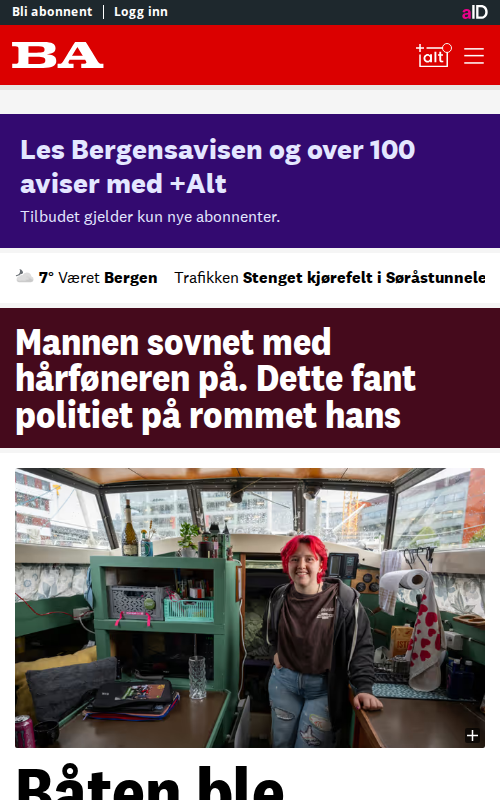 Bli abonnent
Logg inn
aID
BA
+alt
Les Bergensavisen og over 100
aviser med +Alt
Tilbudet gjelder kun nye abonnenter.
7° Været Bergen
Trafikken Stenget kjørefelt i Søråstunnele
Mannen sovnet med
hårføneren på. Dette fant
politiet på rommet hans
Båten ble